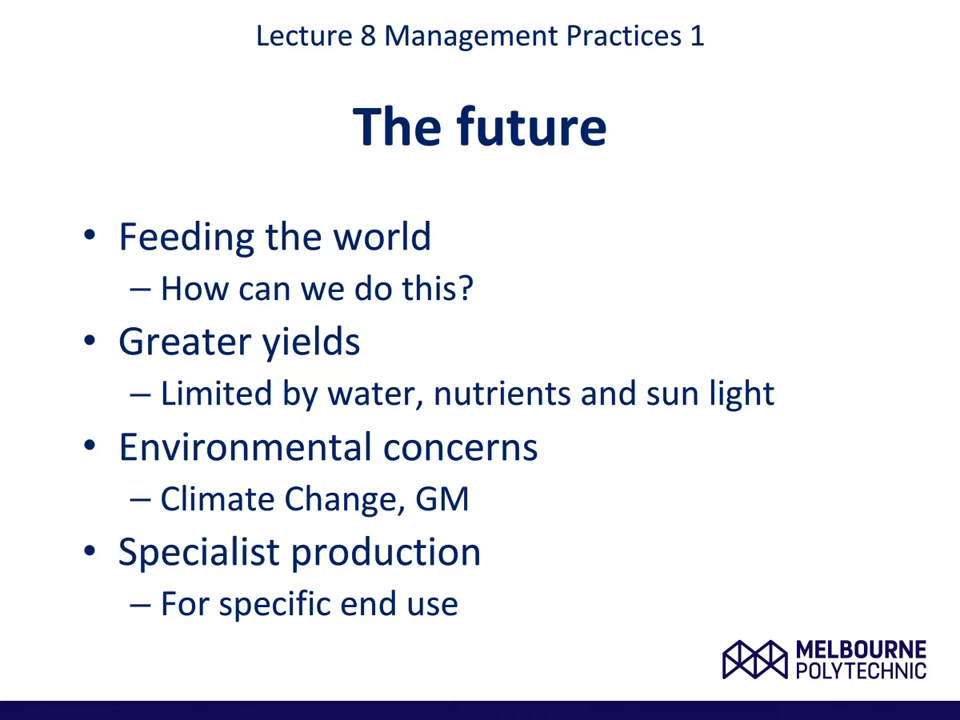 Lecture 8 Management Practices 1
The future
• Feeding the world
– How can we do this?
• Greater yields
– Limited by water, nutrients and sun light
• Environmental concerns
– Climate Change, GM
• Specialist production
– For specific end use
MELBOURNE
POLYTECHNIC